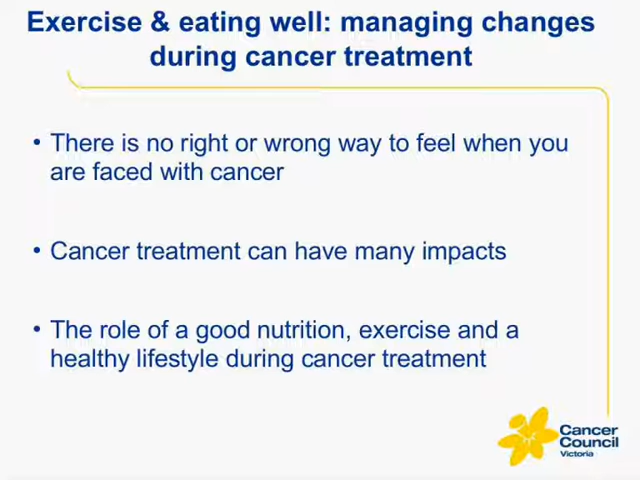 Exercise & eating well: managing changes
during cancer treatment
• There is no right or wrong way to feel when you
are faced with cancer
• Cancer treatment can have many impacts
• The role of a good nutrition, exercise and a
healthy lifestyle during cancer treatment
Cancer
Council
Victoria